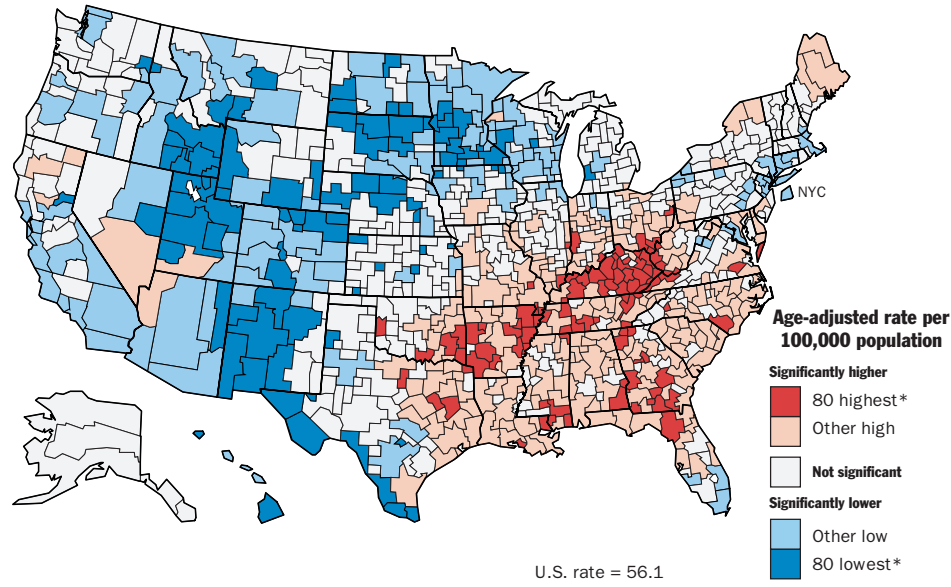 NYC
Age-adjusted rate per
100,000 population
Significantly higher
80 highest*
Other high
Not significant
Significantly lower
Other low
80 lowest*
U.S. rate = 56.1